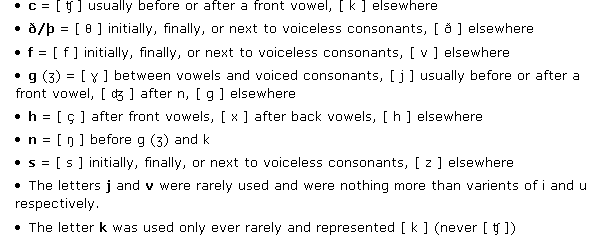 • c = [ ʧ ] usually before or after a front vowel, [ k ] elsewhere
• ð/þ = [ θ ] initially, finally, or next to voiceless consonants, [ ð ] elsewhere
• f = [ f ] initially, finally, or next to voiceless consonants, [ v ] elsewhere
• g (ʒ) = [ ɣ ] between vowels and voiced consonants, [ j ] usually before or after a
front vowel, [ ʤ ] after n, [ g ] elsewhere
• h = [ ç ] after front vowels, [ x ] after back vowels, [ h ] elsewhere
• n = [ ŋ ] before g (ʒ) and k
• s = [ s ] initially, finally, or next to voiceless consonants, [ z ] elsewhere
• The letters j and v were rarely used and were nothing more than varients of i and u
respectively.
• The letter k was used only ever rarely and represented [ k ] (never [ ʧ ])